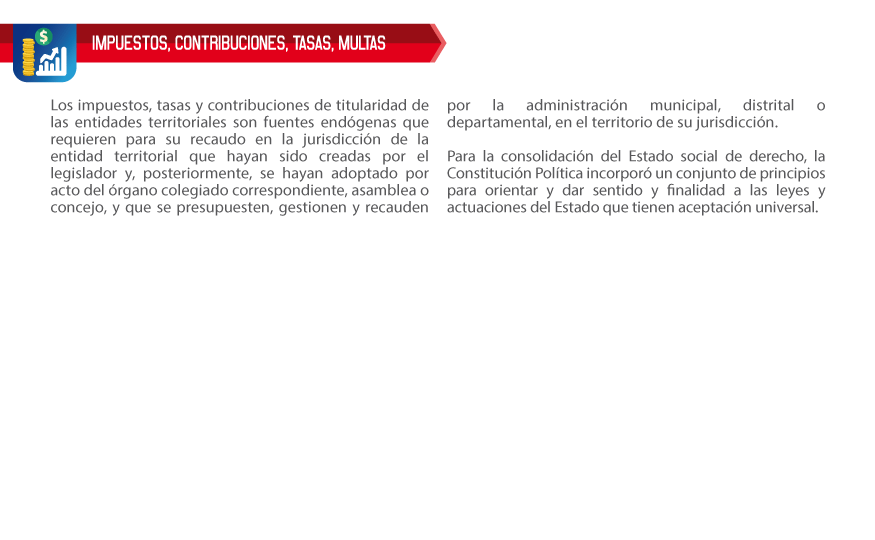 $
IMPUESTOS, CONTRIBUCIONES, TASAS, MULTAS
Los impuestos, tasas y contribuciones de titularidad de
las entidades territoriales son fuentes endógenas que
requieren para su recaudo en la jurisdicción de la
entidad territorial que hayan sido creadas por el
legislador y, posteriormente, se hayan adoptado por
acto del órgano colegiado correspondiente, asamblea o
concejo, y que se presupuesten, gestionen y recauden
por la administración municipal, distrital o
departamental, en el territorio de su jurisdicción.
Para la consolidación del Estado social de derecho, la
Constitución Política incorporó un conjunto de principios
para orientar y dar sentido y finalidad a las leyes y
actuaciones del Estado que tienen aceptación universal.